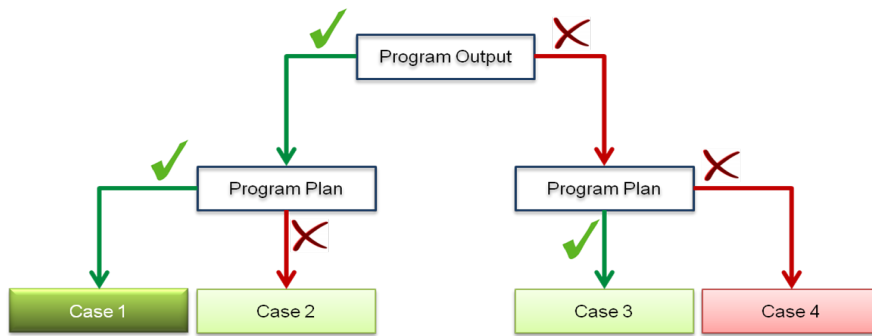 Program Output
Program Plan
Program Plan
Case 1
Case 2
Case 3
Case 4